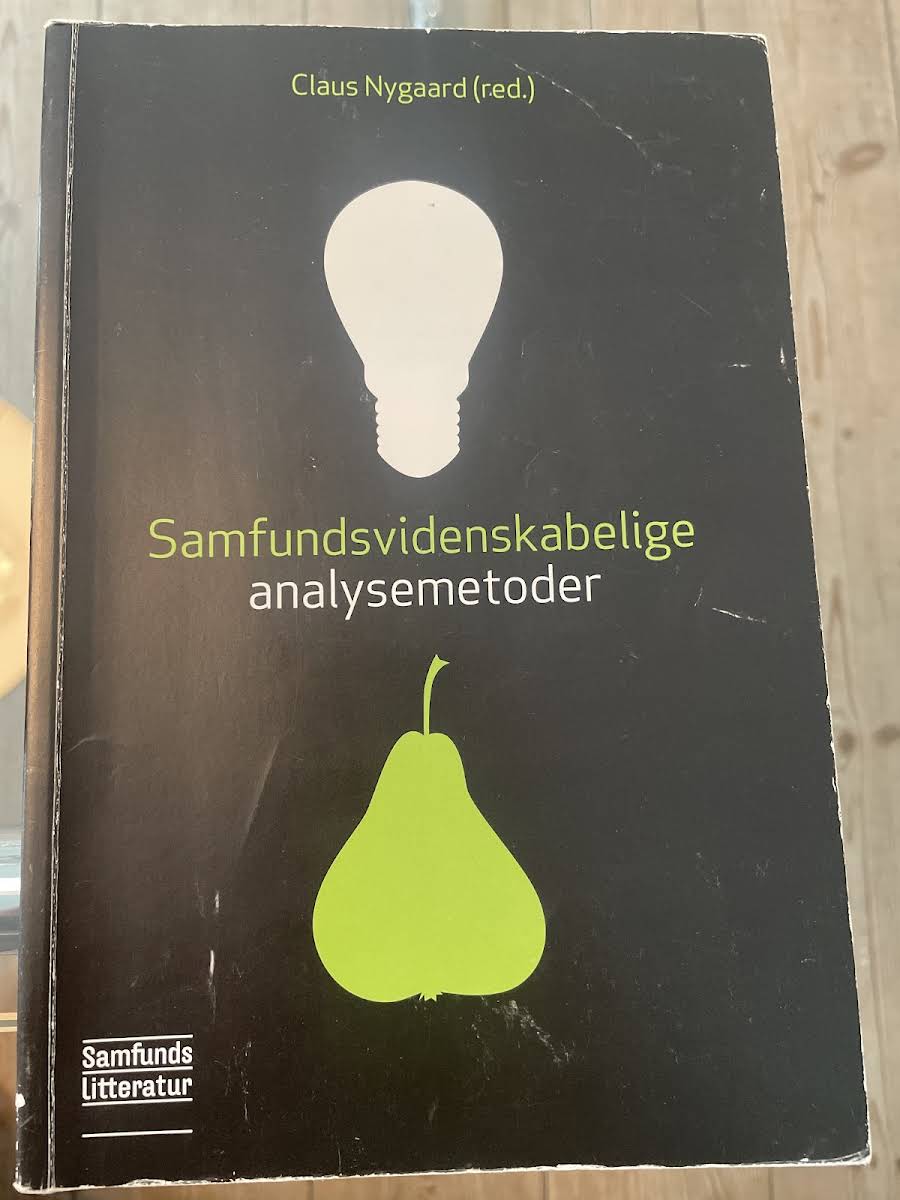 Claus Nygaard (red.)
Samfundsvidenskabelige
analysemetoder
Samfunds
litteratur